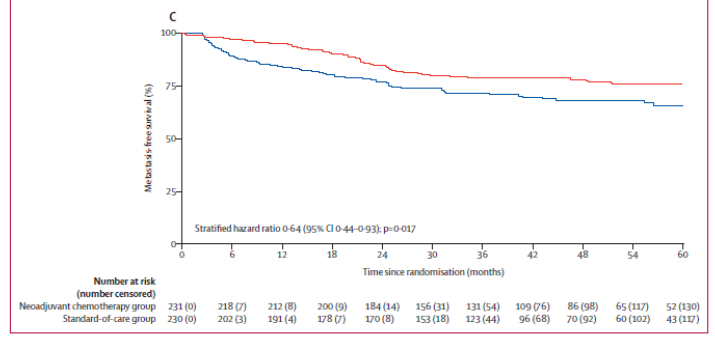 C
100
75
50
25
0
Metastasis-free survival (%)
Stratified hazard ratio 0·64 (95% CI 0·44–0·93); p=0·017
0 6 12 18 24 30 36 42 48 54 60
Time since randomisation (months)
Number at risk
(number censored)
Neoadjuvant chemotherapy group 231 (0) 218 (7) 212 (8) 200 (9) 184 (14) 156 (31) 131 (54) 109 (76) 86 (98) 65 (117) 52 (130)
Standard-of-care group 230 (0) 202 (3) 191 (4) 178 (7) 170 (8) 153 (18) 123 (44) 96 (68) 70 (92) 60 (102) 43 (117)